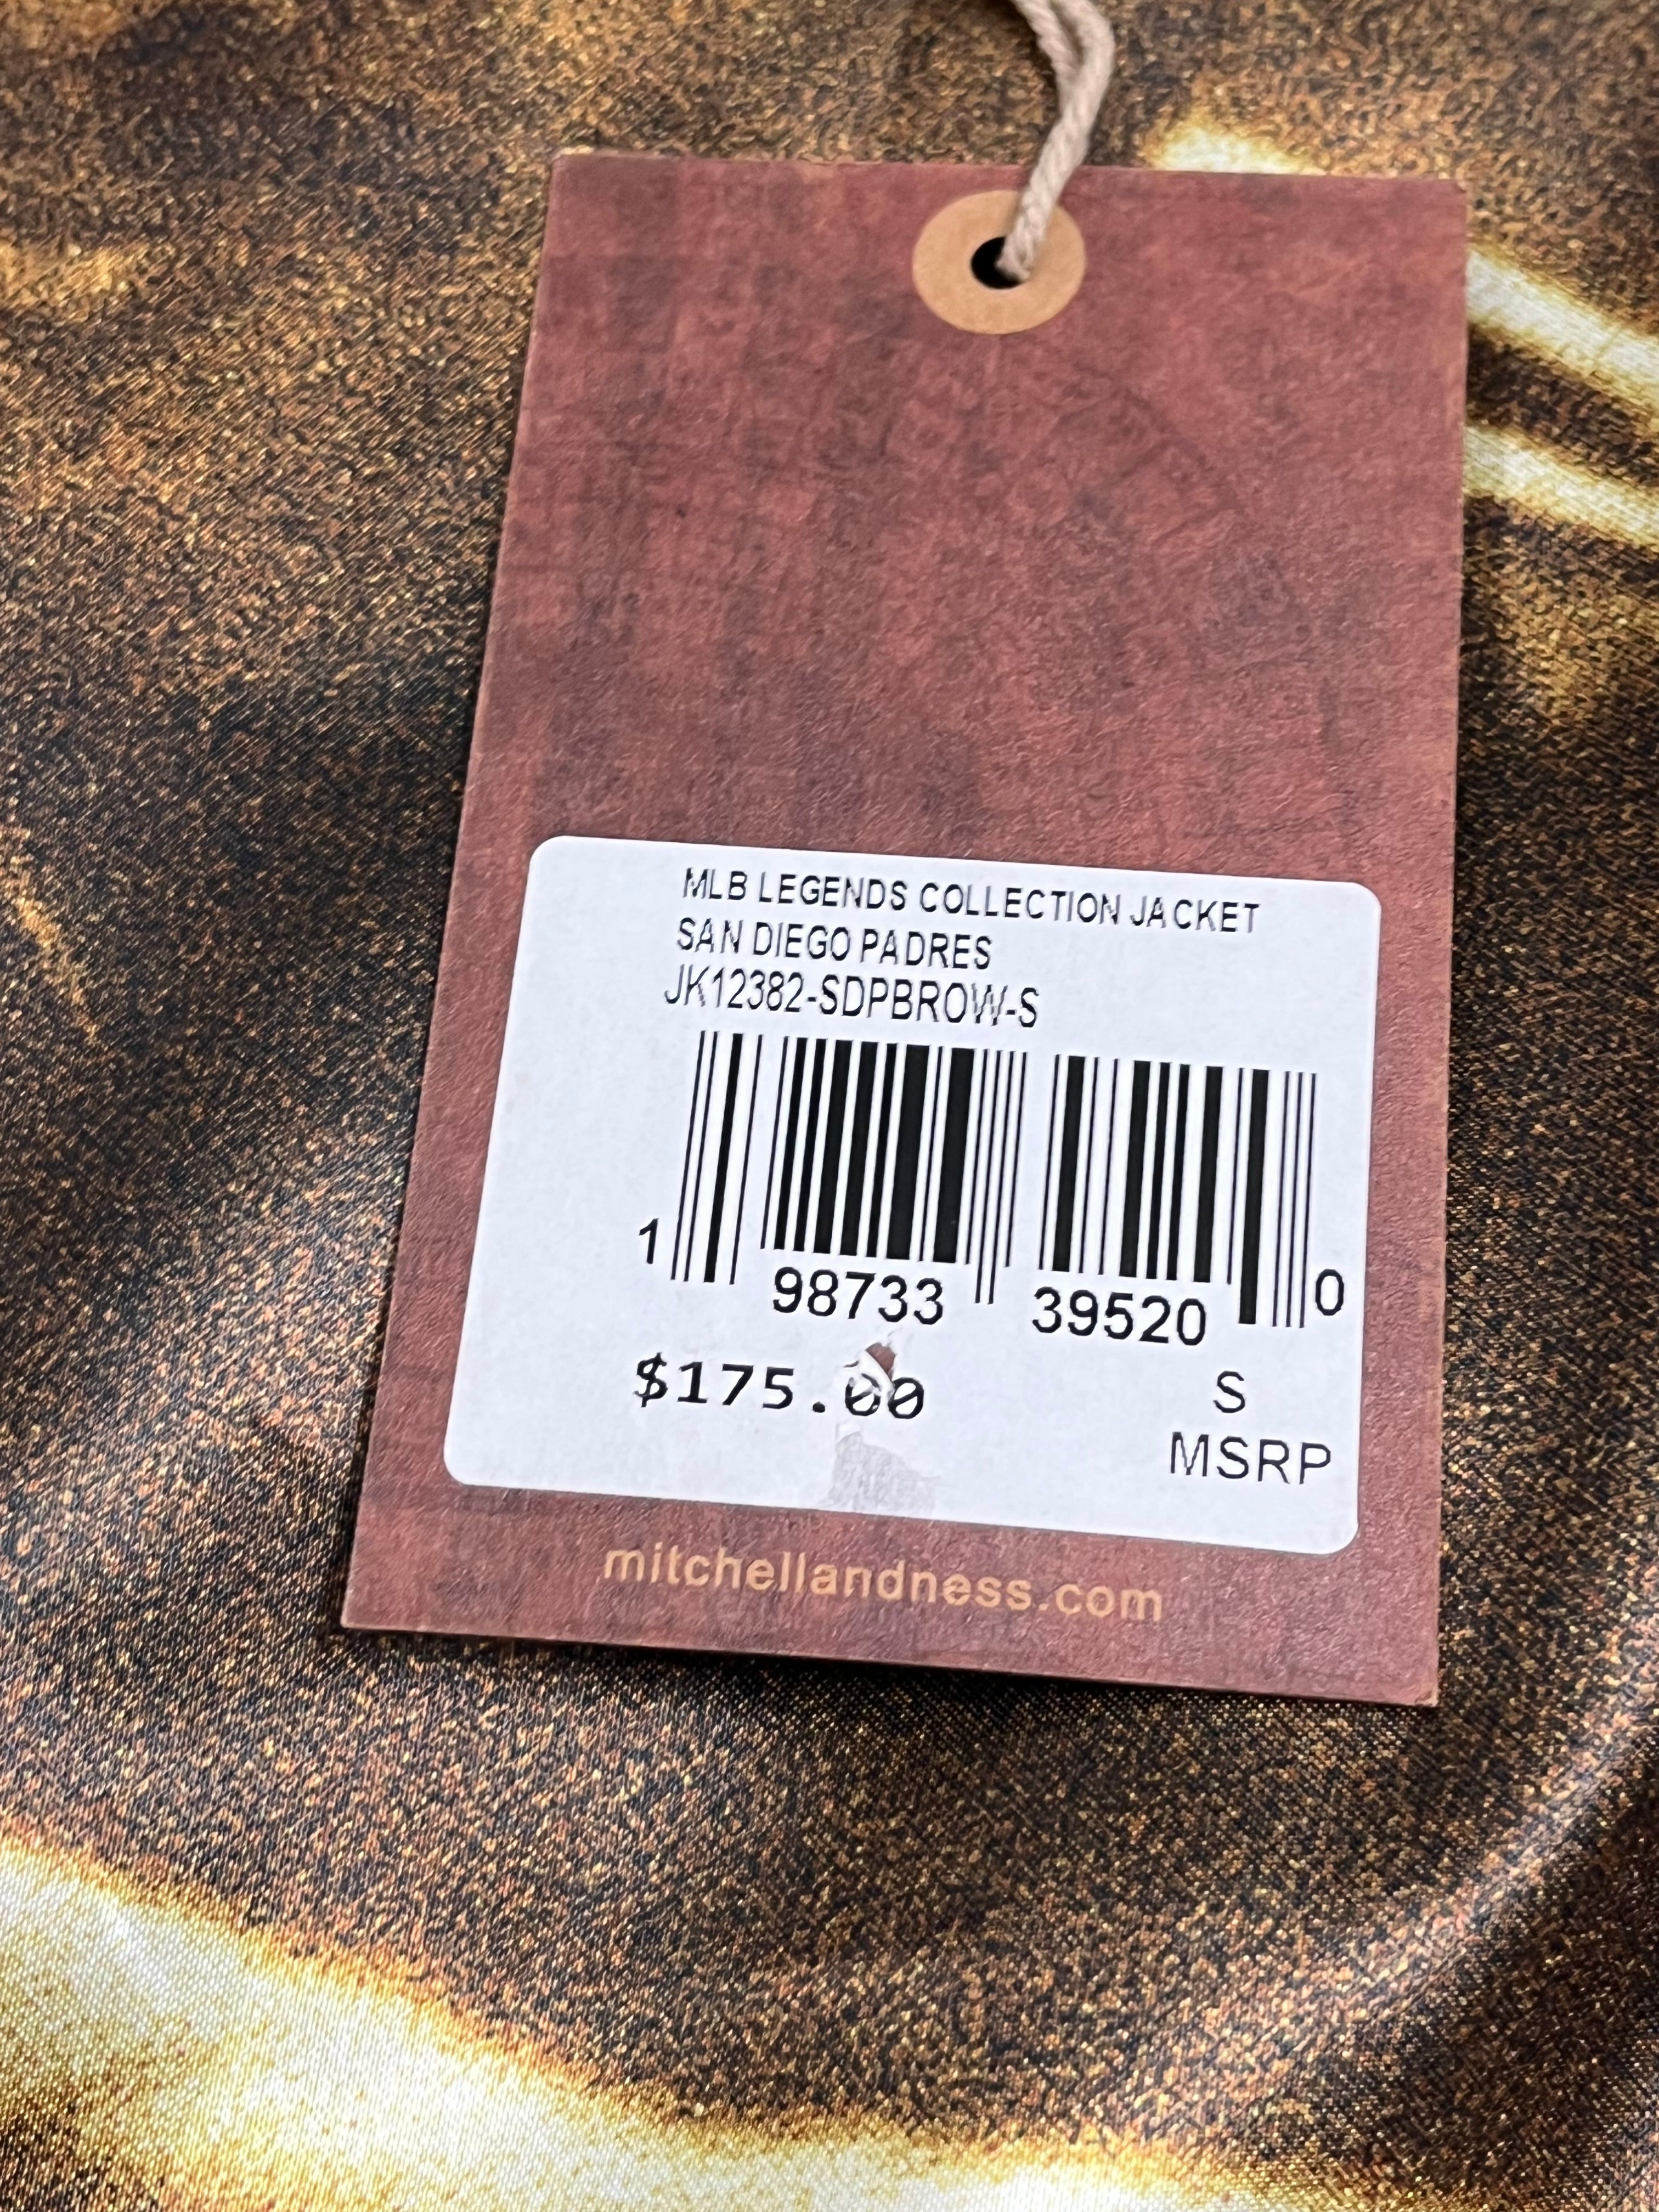 MLB LEGENDS COLLECTION JACKET
SAN DIEGO PADRES
JK12382-SDPBROW-S
1 98733 39520 0
$175.00 S
MSRP
mitchellandness.com